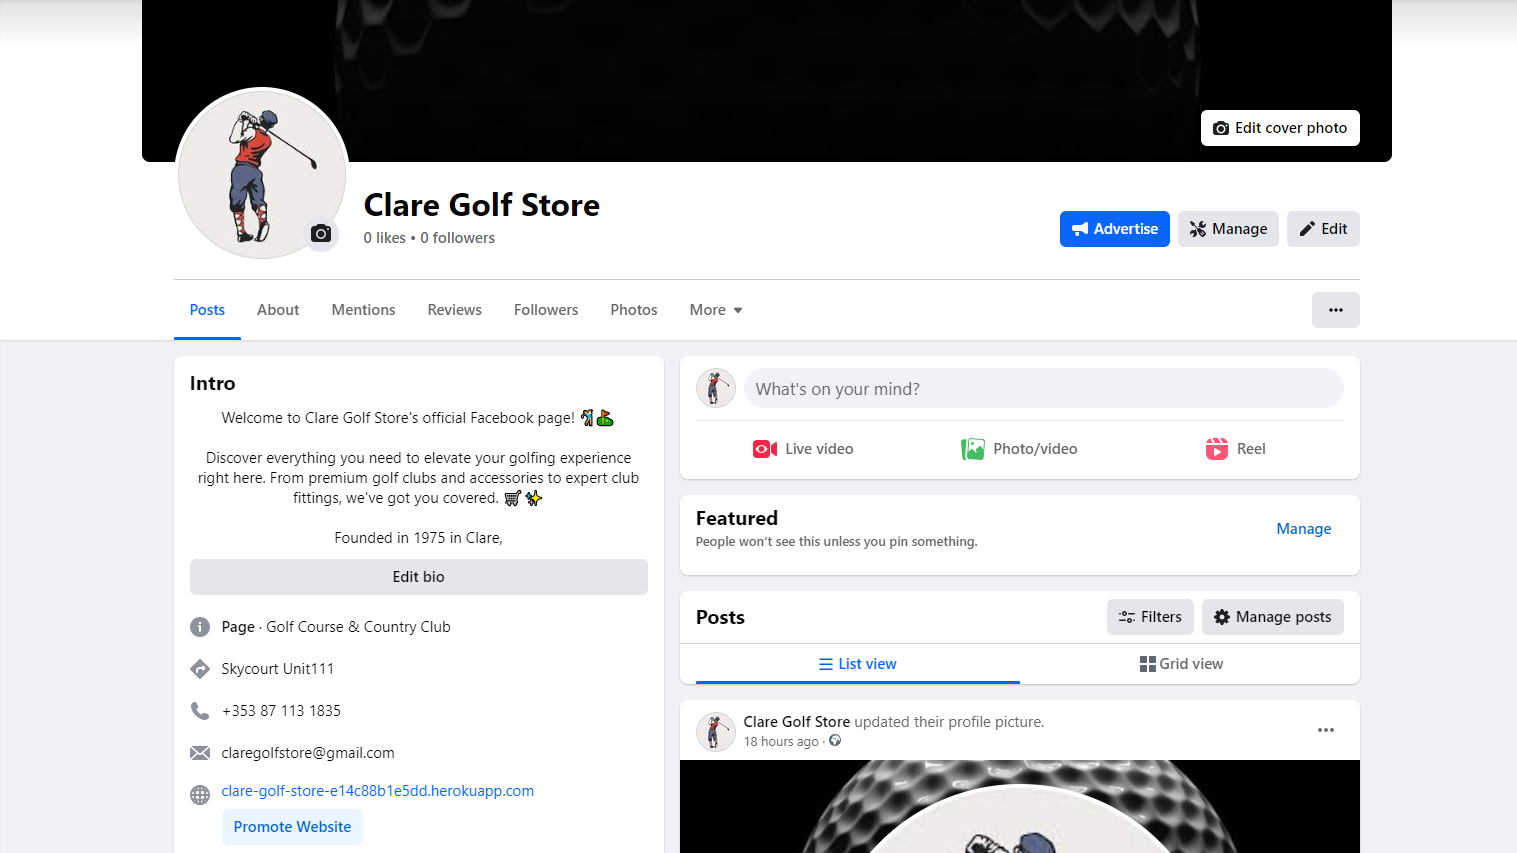 Edit cover photo
Clare Golf Store
0 likes • 0 followers
Advertise
Manage
Edit
Posts
About
Mentions
Reviews
Followers
Photos
More
Intro
Welcome to Clare Golf Store's official Facebook page! 🏌️⛳
Discover everything you need to elevate your golfing experience
right here. From premium golf clubs and accessories to expert club
fittings, we've got you covered. 🛒✨
Founded in 1975 in Clare,
Edit bio
Page · Golf Course & Country Club
Skycourt Unit111
+353 87 113 1835
claregolfstore@gmail.com
clare-golf-store-e14c88b1e5dd.herokuapp.com
Promote Website
What's on your mind?
Live video
Photo/video
Reel
Featured
People won't see this unless you pin something.
Manage
Posts
Filters
Manage posts
List view
Grid view
Clare Golf Store updated their profile picture.
18 hours ago ·